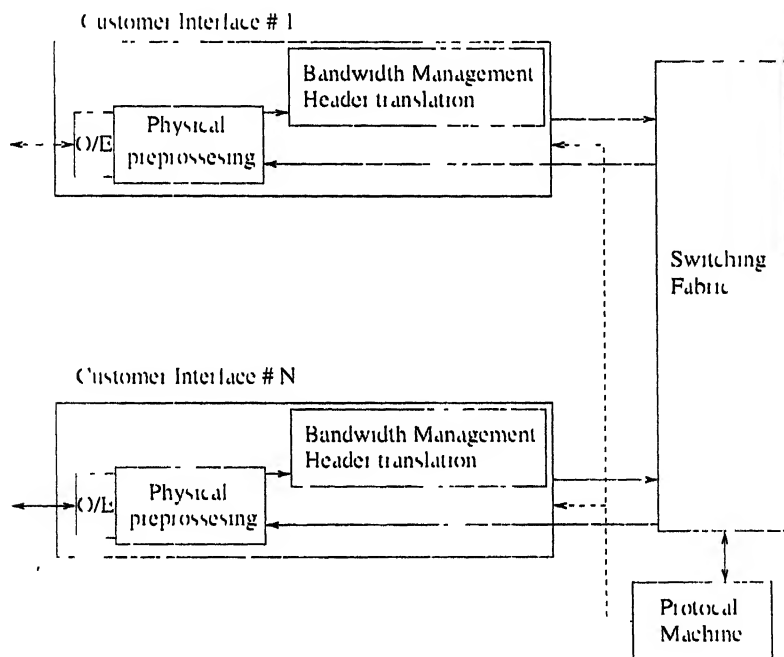 Customer Interface # 1
Bandwidth Management
Header translation
O/E
Physical
preprossesing
Switching
Fabric
Customer Interface # N
Bandwidth Management
Header translation
O/E
Physical
preprossesing
Protocal
Machine